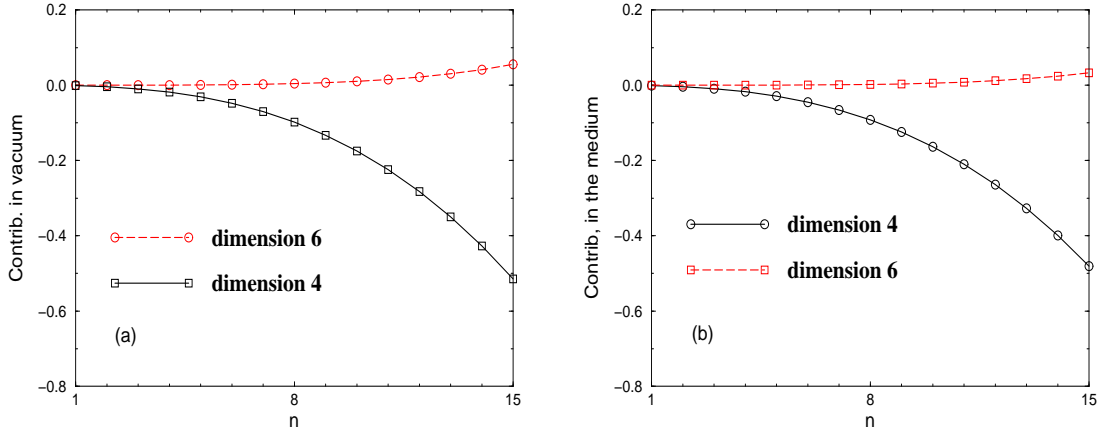 0.2
0.0
−0.2
−0.4
−0.6
−0.8
Contrib. in vacuum
dimension 6
dimension 4
(a)
1
8
15
n
0.2
0.0
−0.2
−0.4
−0.6
−0.8
Contrib, in the medium
dimension 4
dimension 6
(b)
1
8
15
n